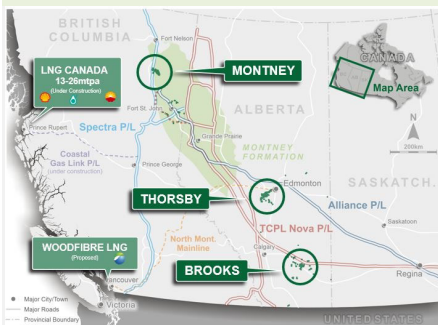 BRITISH
COLUMBIA
Fort Nelson
LNG CANADA
13-26mtpa
(Under Construction)
MONTNEY
CANADA
Map Area
N
200km
Fort St. John
ALBERTA
Prince Rupert
Spectra P/L
Grande Prairie
Coastal
Gas Link P/L
(under construction)
Prince George
MONTNEY
FORMATION
SASKATCH.
Edmonton
THORSBY
Alliance P/L
Saskatoon
TCPL Nova P/L
WOODFIBRE LNG
(Proposed)
North Mont.
Mainline
Calgary
BROOKS
Regina
Vancouver
Victoria
Major City/Town
Major Roads
Provincial Boundary
UNITED STATES